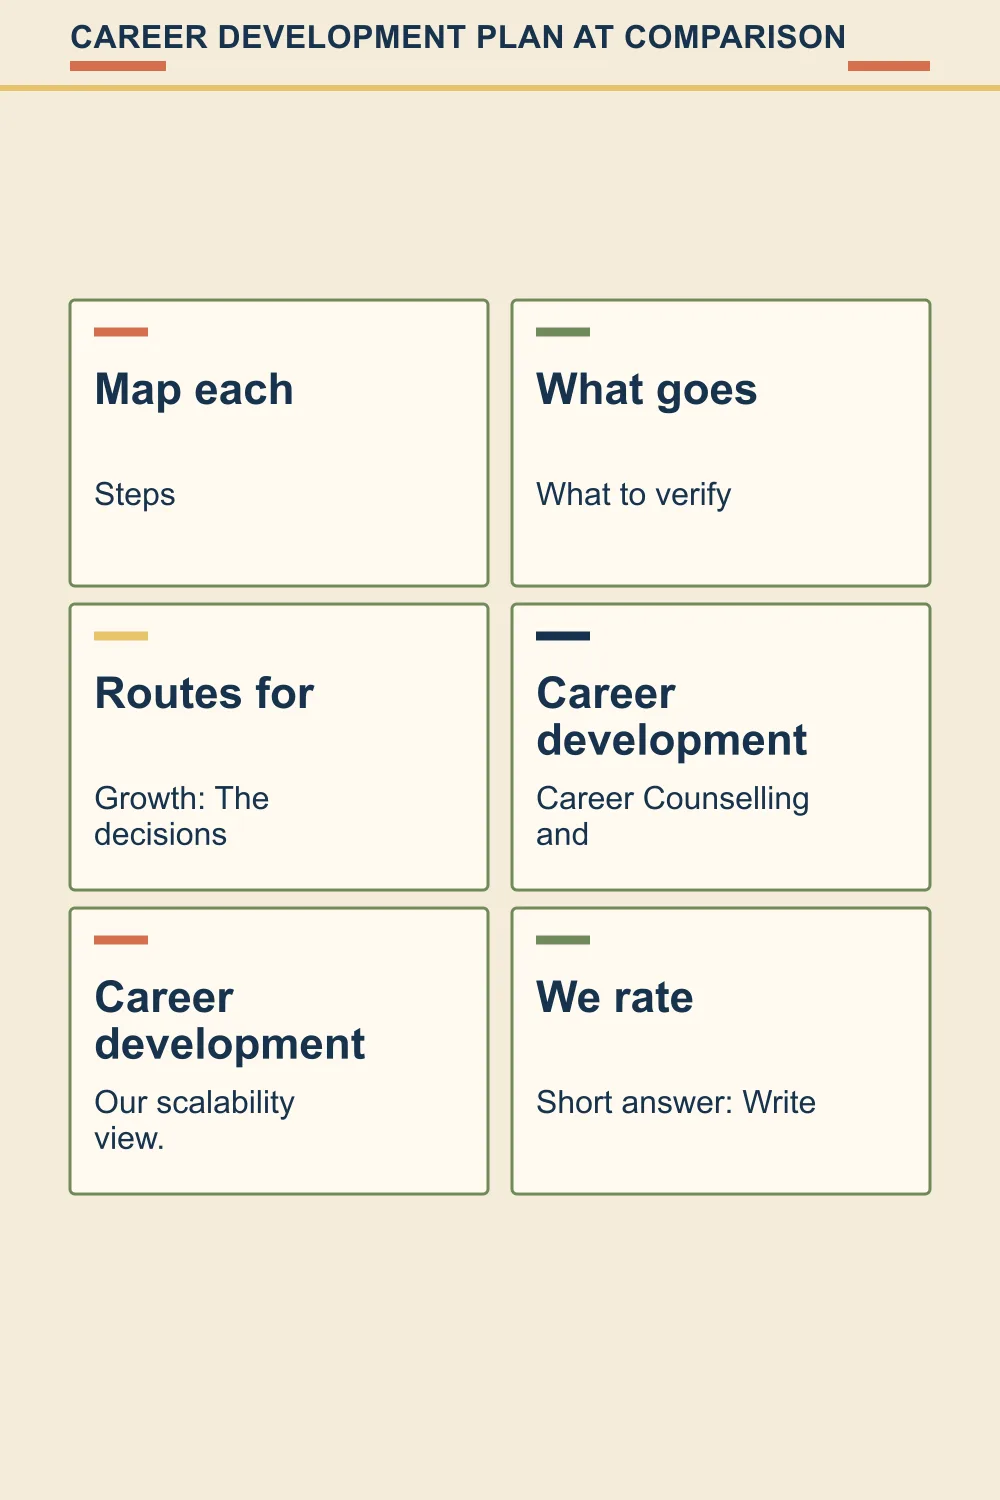 CAREER DEVELOPMENT PLAN AT COMPARISON
Map each
Steps
What goes
What to verify
Routes for
Growth: The
decisions
Career
development
Career Counselling
and
Career
development
Our scalability
view.
We rate
Short answer: Write